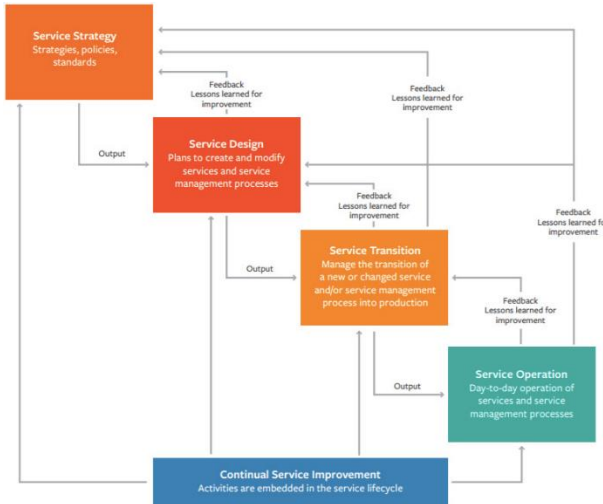 Service Strategy
Strategies, policies,
standards
Feedback
Lessons learned for
improvement
Feedback
Lessons learned for
improvement
Output
Service Design
Plans to create and modify
services and service
management processes
Feedback
Lessons learned for
improvement
Feedback
Lessons learned for
improvement
Output
Service Transition
Manage the transition of
a new or changed service
and/or service management
process into production
Feedback
Lessons learned for
improvement
Output
Service Operation
Day-to-day operation of
services and service
management processes
Continual Service Improvement
Activities are embedded in the service lifecycle